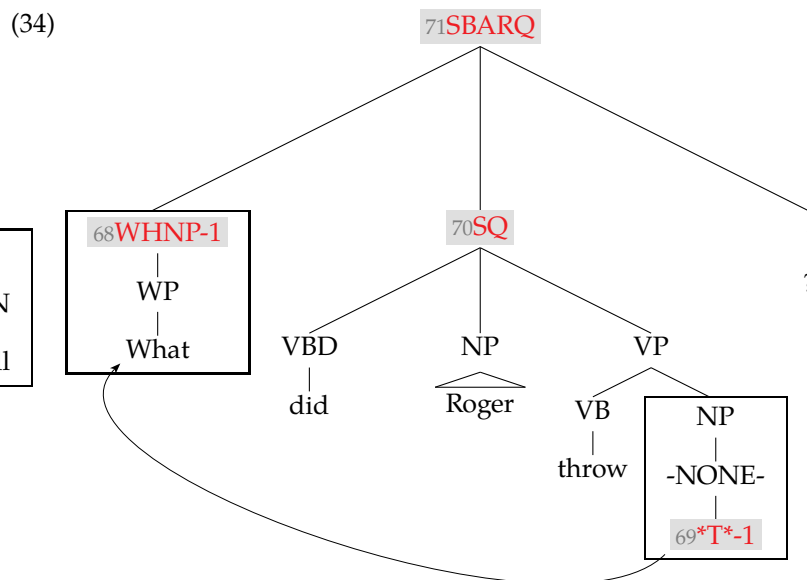 (34)
71SBARQ
68WHNP-1
70SQ
WP
What
VBD
NP
VP
did
Roger
VB
NP
throw
-NONE-
69*T*-1